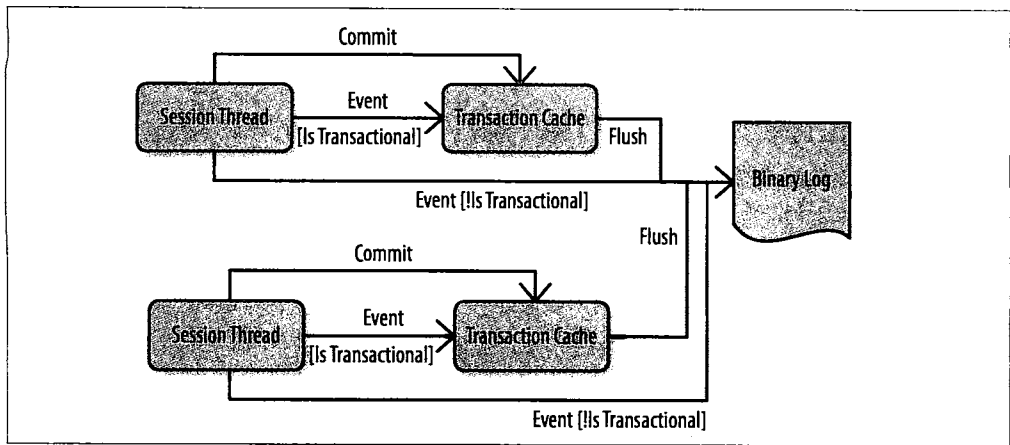 Commit
Session Thread
Event
[Is Transactional]
Transaction Cache
Flush
Binary Log
Event [!Is Transactional]
Flush
Commit
Session Thread
Event
[Is Transactional]
Transaction Cache
Event [!Is Transactional]